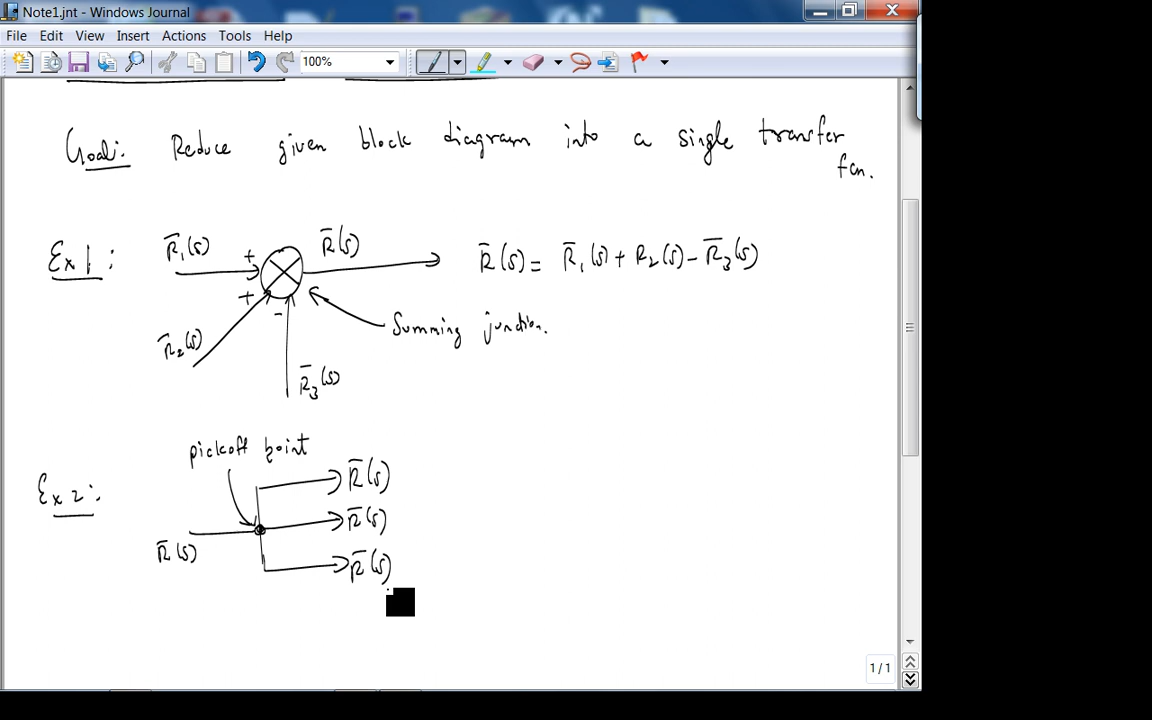 Note1.jnt - Windows Journal
File Edit View Insert Actions Tools Help
100%
Goal: Reduce given block diagram into a single transfer
fcn.
Ex 1: R̄₁(s) + R̄(s) R̄(s) = R̄₁(s) + R₂(s) - R̄₃(s)
+
-
Summing junction.
R̄₂(s)
R̄₃(s)
pickoff point
Ex 2:
R̄(s)
R̄(s)
R̄(s)
R̄(s)
1 / 1